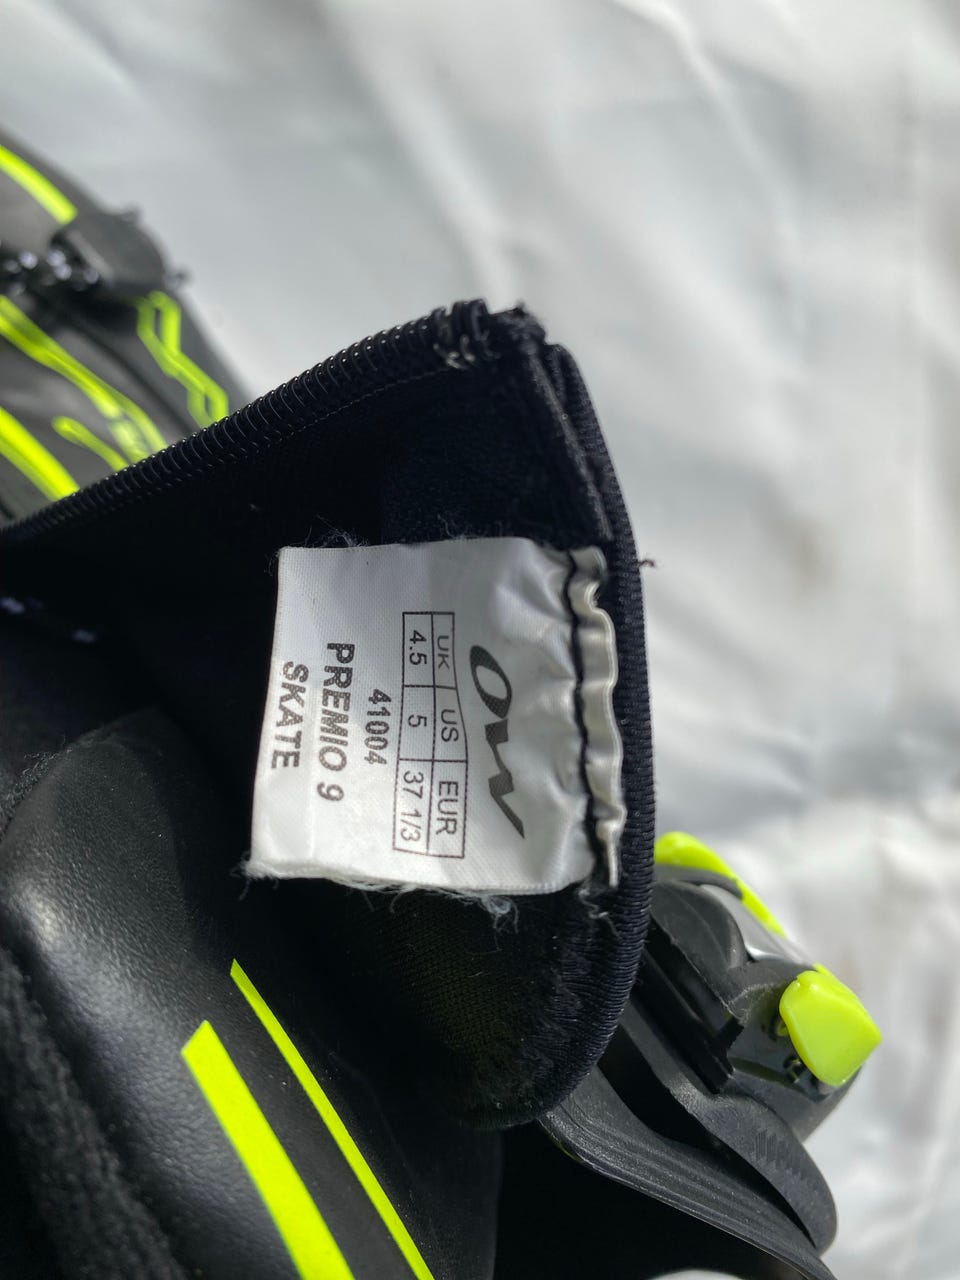 OW
UK US EUR
4.5 5 37 1/3
41004
PREMIO 9
SKATE